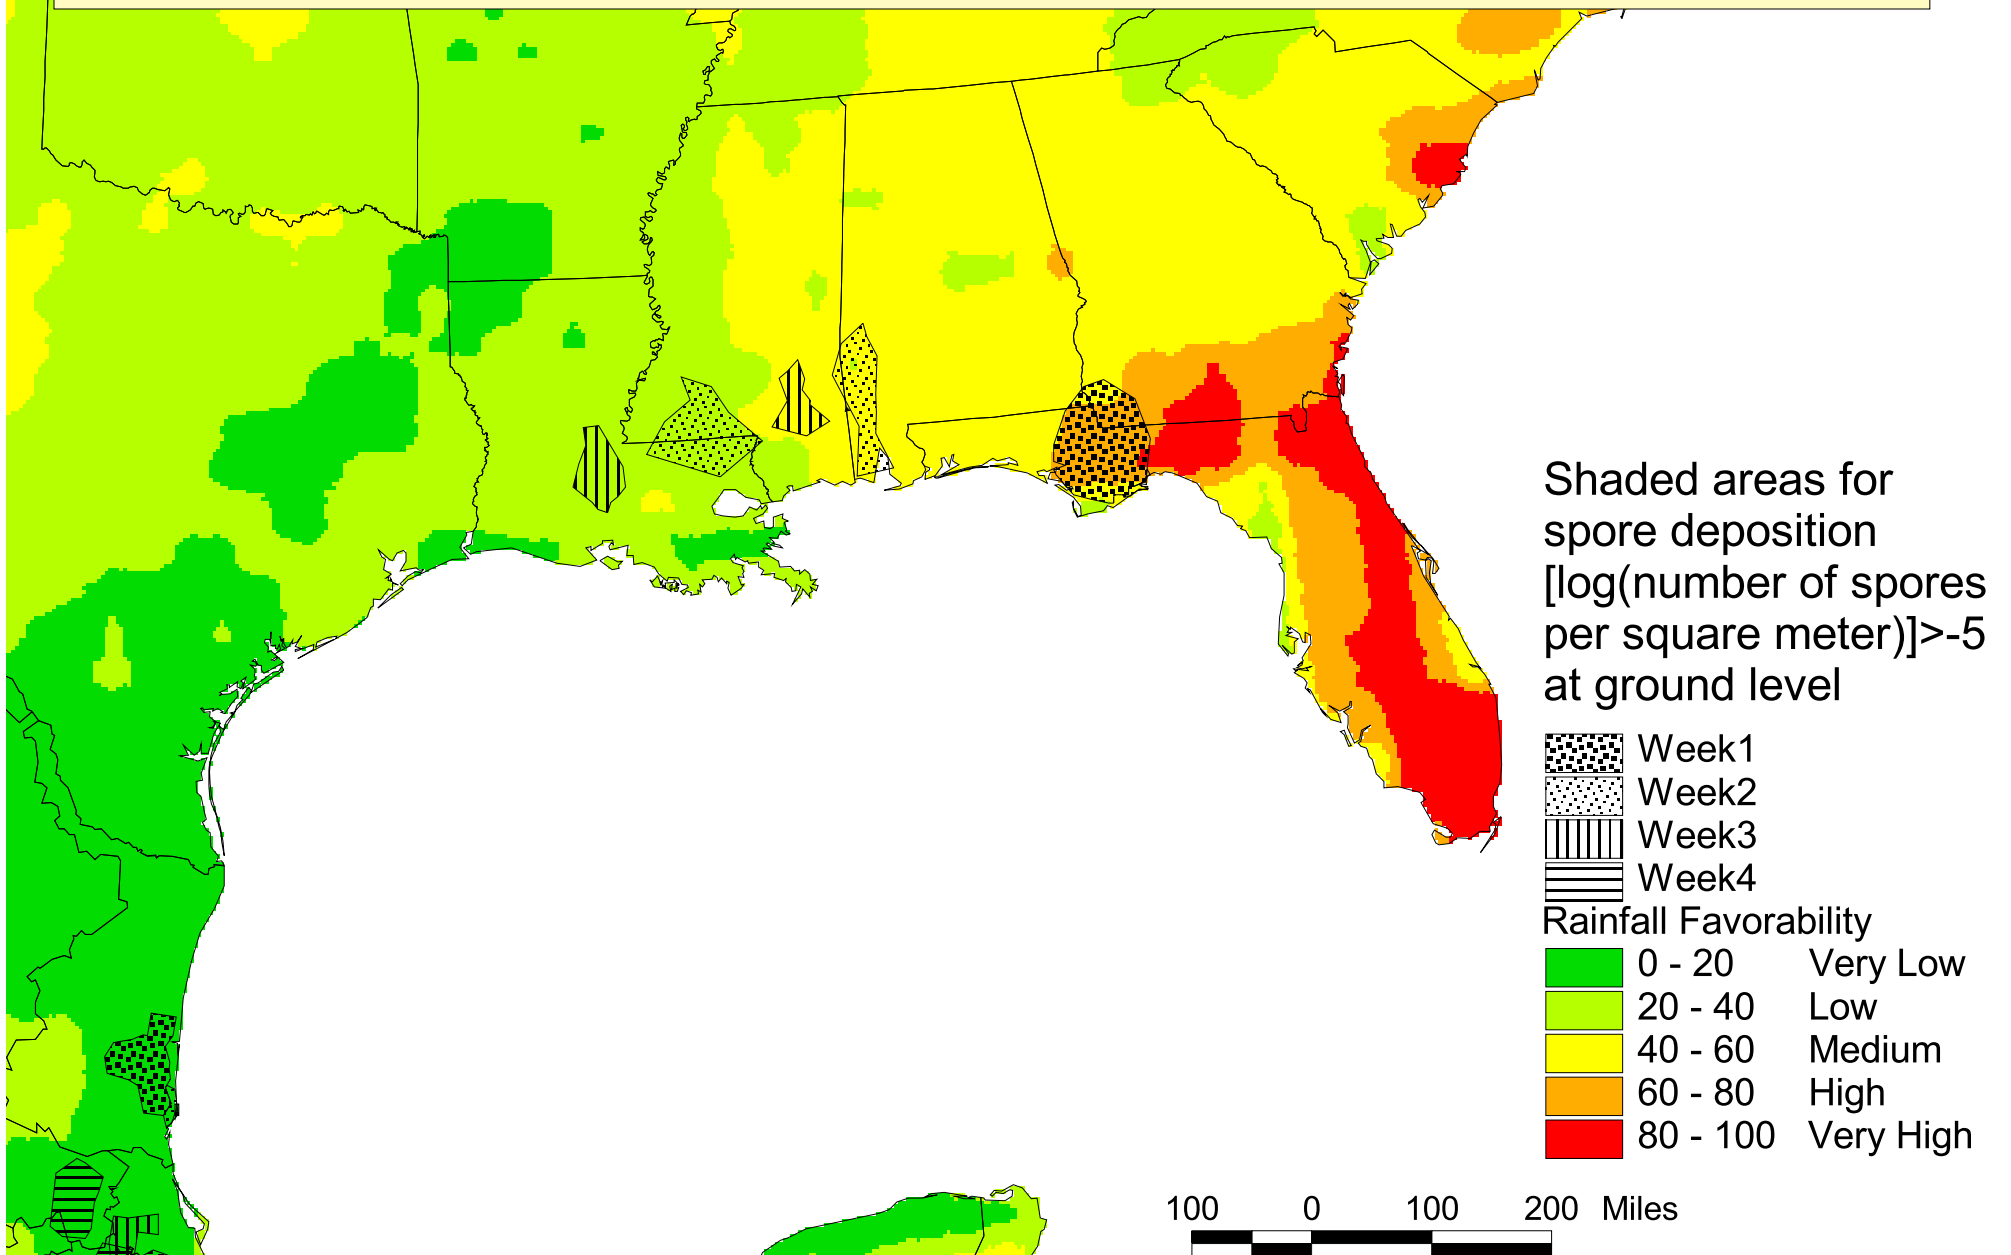 Shaded areas for
spore deposition
[log(number of spores
per square meter)]>-5
at ground level
Week1
Week2
Week3
Week4
Rainfall Favorability
0 - 20 Very Low
20 - 40 Low
40 - 60 Medium
60 - 80 High
80 - 100 Very High
100 0 100 200 Miles